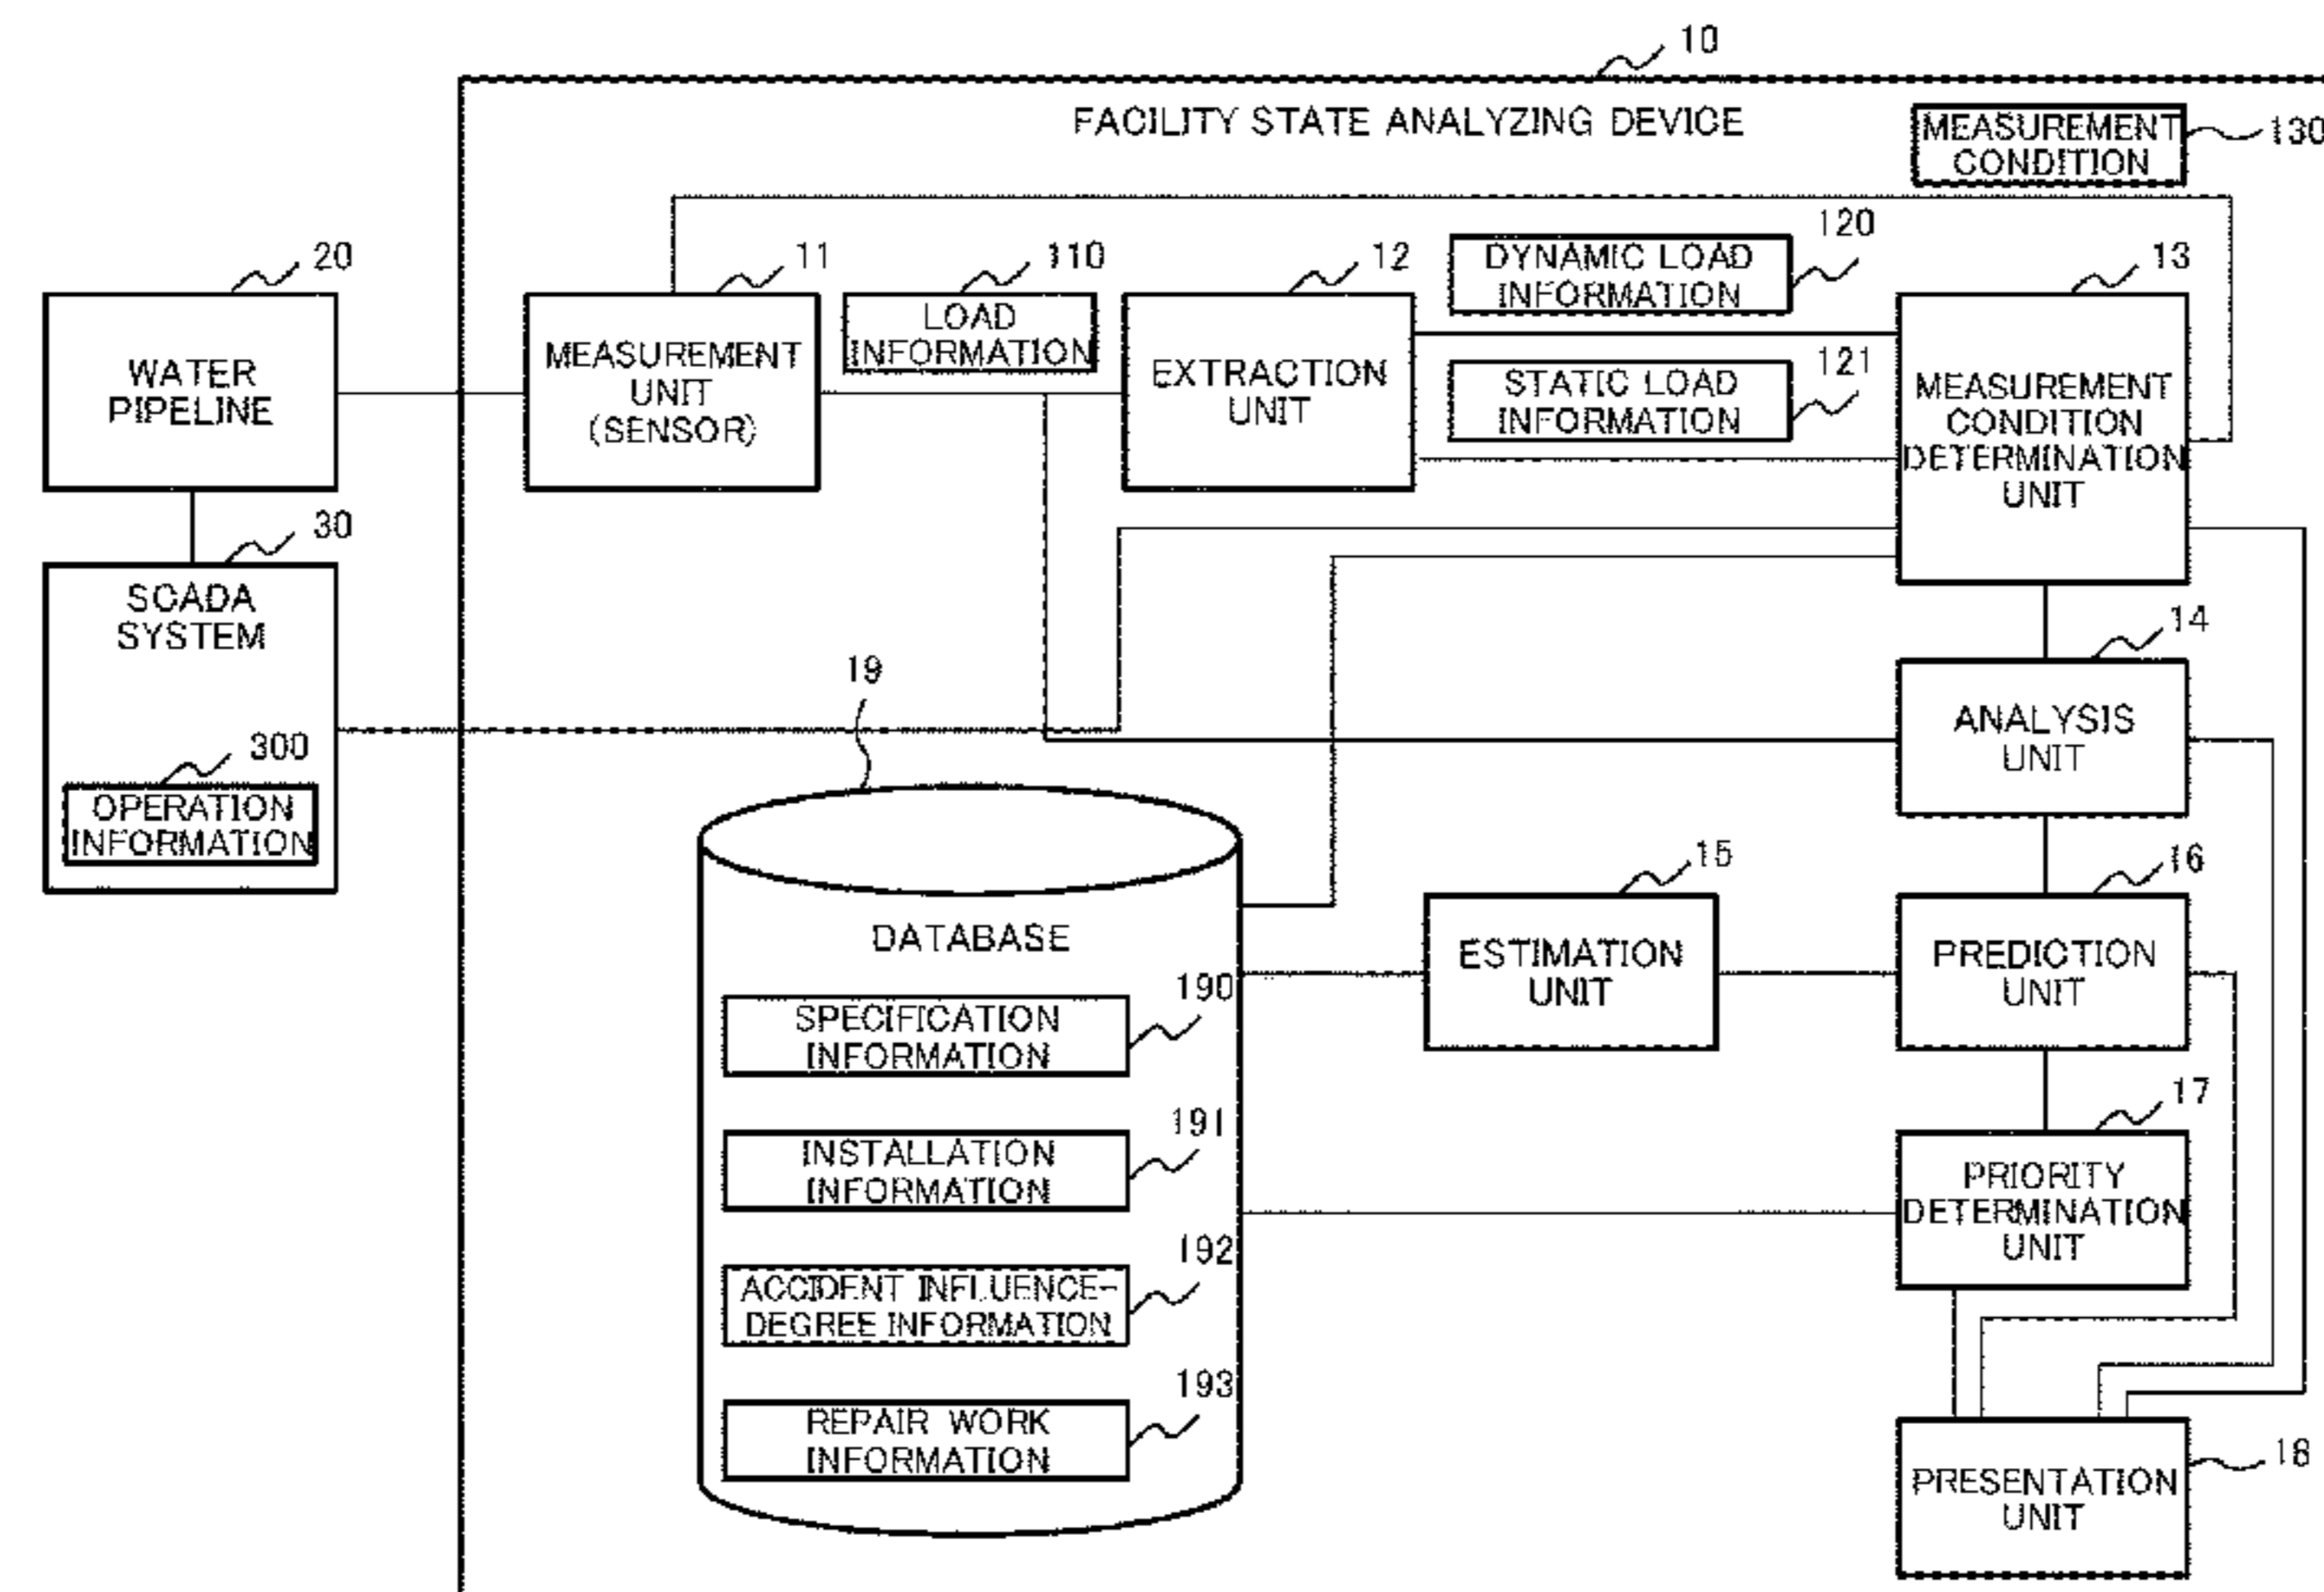 10
FACILITY STATE ANALYZING DEVICE
MEASUREMENT
CONDITION
130
20
WATER
PIPELINE
11
MEASUREMENT
UNIT
(SENSOR)
110
LOAD
INFORMATION
12
EXTRACTION
UNIT
120
DYNAMIC LOAD
INFORMATION
121
STATIC LOAD
INFORMATION
13
MEASUREMENT
CONDITION
DETERMINATION
UNIT
30
SCADA
SYSTEM
300
OPERATION
INFORMATION
14
ANALYSIS
UNIT
19
DATABASE
190
SPECIFICATION
INFORMATION
191
INSTALLATION
INFORMATION
192
ACCIDENT INFLUENCE-
DEGREE INFORMATION
193
REPAIR WORK
INFORMATION
15
ESTIMATION
UNIT
16
PREDICTION
UNIT
17
PRIORITY
DETERMINATION
UNIT
18
PRESENTATION
UNIT